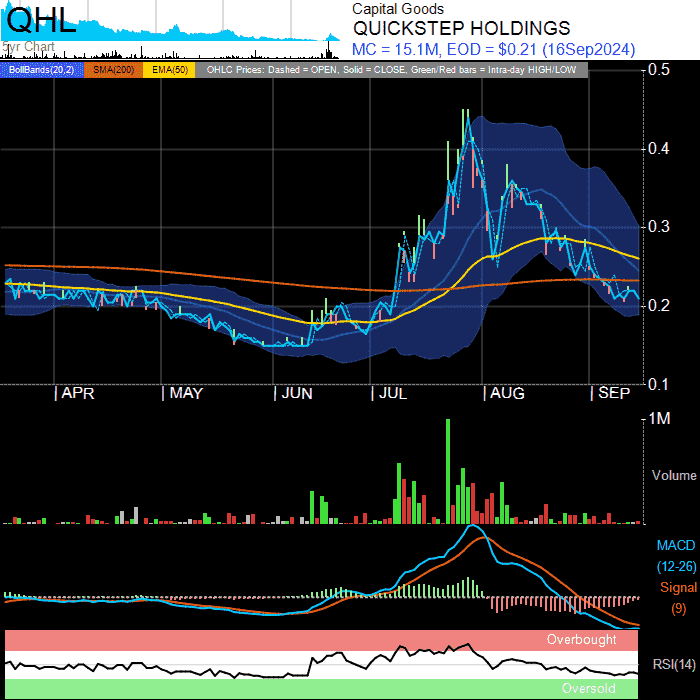 QHL
5yr Chart
Capital Goods
QUICKSTEP HOLDINGS
MC = 15.1M, EOD = $0.21 (16Sep2024)
BollBands(20,2) SMA(200) EMA(50) OHLC Prices: Dashed = OPEN, Solid = CLOSE, Green/Red bars = Intra-day HIGH/LOW
0.5
0.4
0.3
0.2
0.1
APR MAY JUN JUL AUG SEP
1M
Volume
MACD
(12-26)
Signal
(9)
Overbought
RSI(14)
Oversold